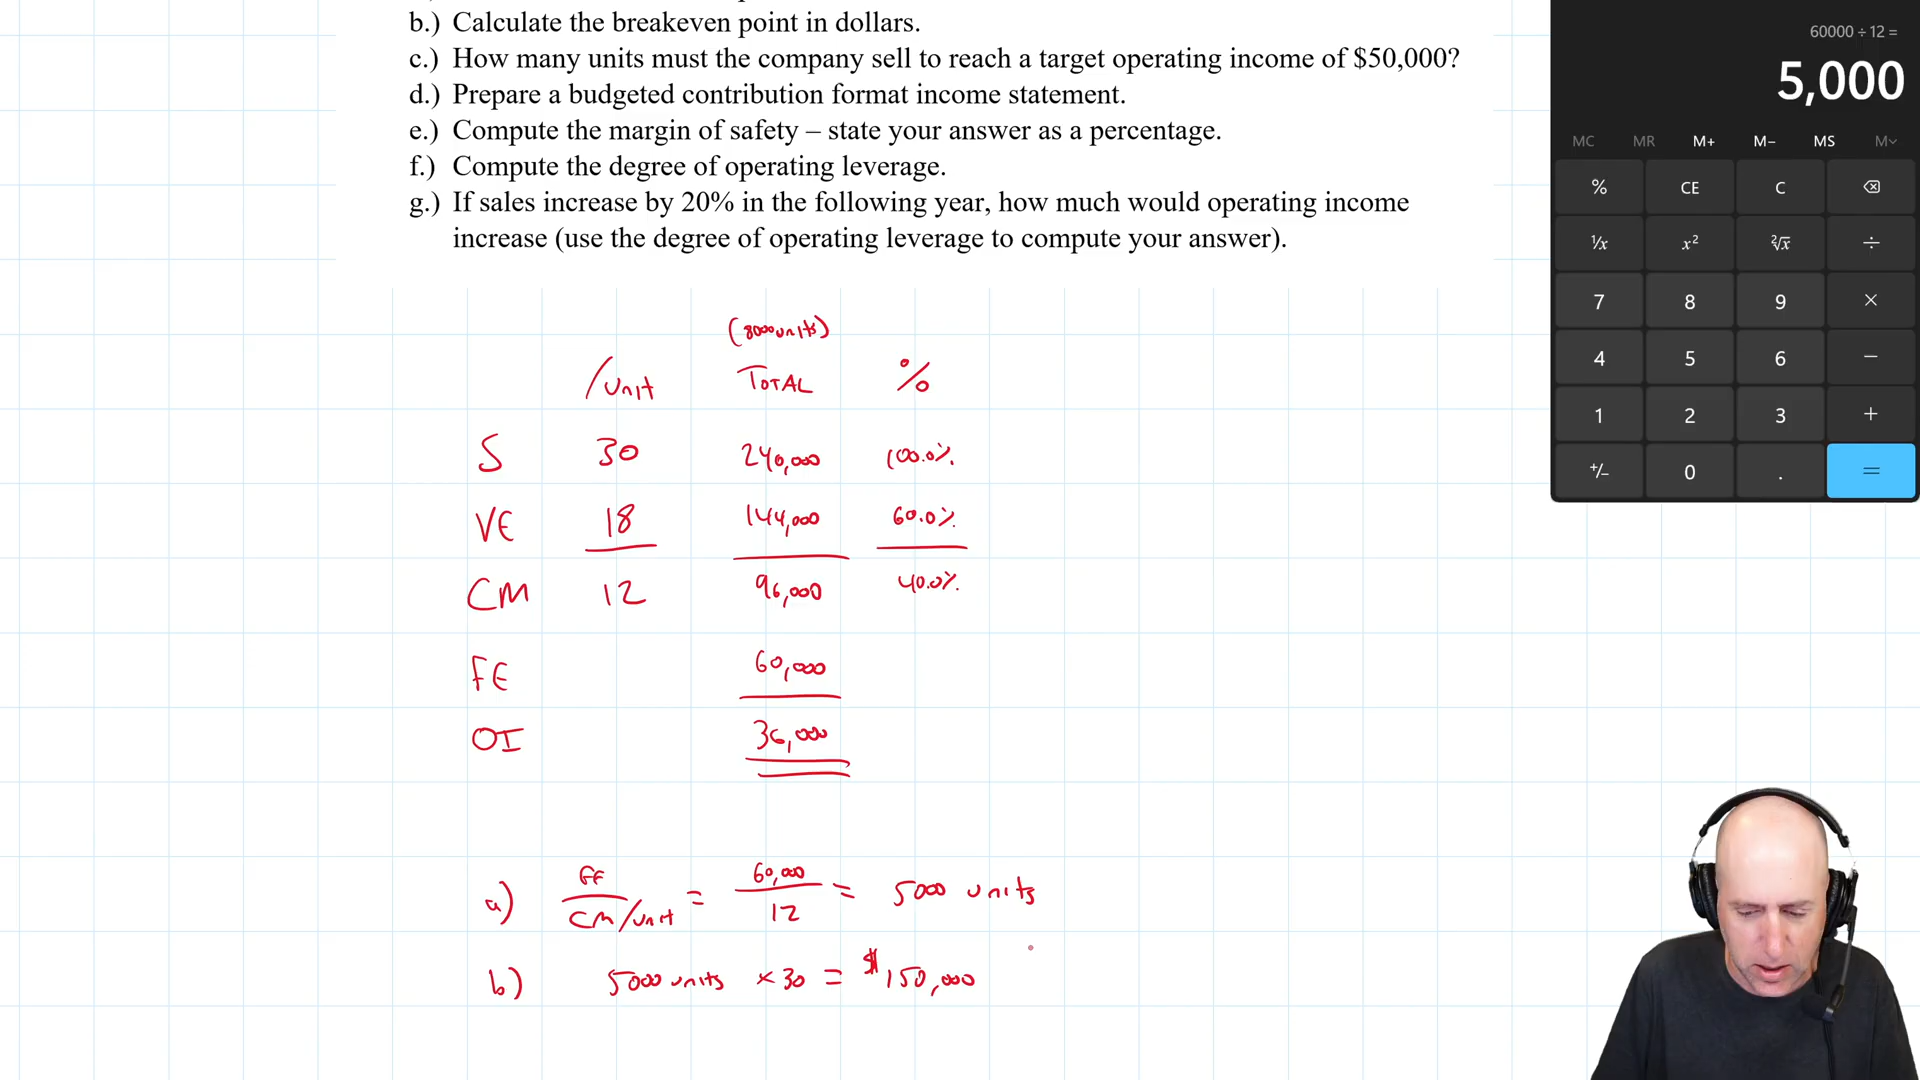 b.) Calculate the breakeven point in dollars.
c.) How many units must the company sell to reach a target operating income of $50,000?
d.) Prepare a budgeted contribution format income statement.
e.) Compute the margin of safety – state your answer as a percentage.
f.) Compute the degree of operating leverage.
g.) If sales increase by 20% in the following year, how much would operating income
increase (use the degree of operating leverage to compute your answer).
60000 ÷ 12 =
5,000
MC MR M+ M− MS M˅
% CE C ⌫
¹/x x² ²√x ÷
7 8 9 ×
4 5 6 −
1 2 3 +
+/− 0 . =
(8000 units)
/unit TOTAL %
S 30 240,000 100.0%
VE 18 144,000 60.0%
CM 12 96,000 40.0%
FE 60,000
OI 36,000
a) FE / CM/unit = 60,000 / 12 = 5000 units
b) 5000 units × 30 = $150,000